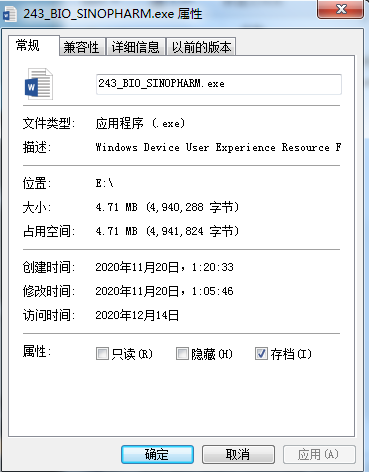 243_BIO_SINOPHARM.exe 属性
常规 兼容性 详细信息 以前的版本
243_BIO_SINOPHARM.exe
文件类型: 应用程序 (.exe)
描述: Windows Device User Experience Resource F
位置: E:\
大小: 4.71 MB (4,940,288 字节)
占用空间: 4.71 MB (4,941,824 字节)
创建时间: 2020年11月20日，1:20:33
修改时间: 2020年11月20日，1:05:46
访问时间: 2020年12月14日
属性: 只读(R) 隐藏(H) 存档(I)
确定 取消 应用(A)